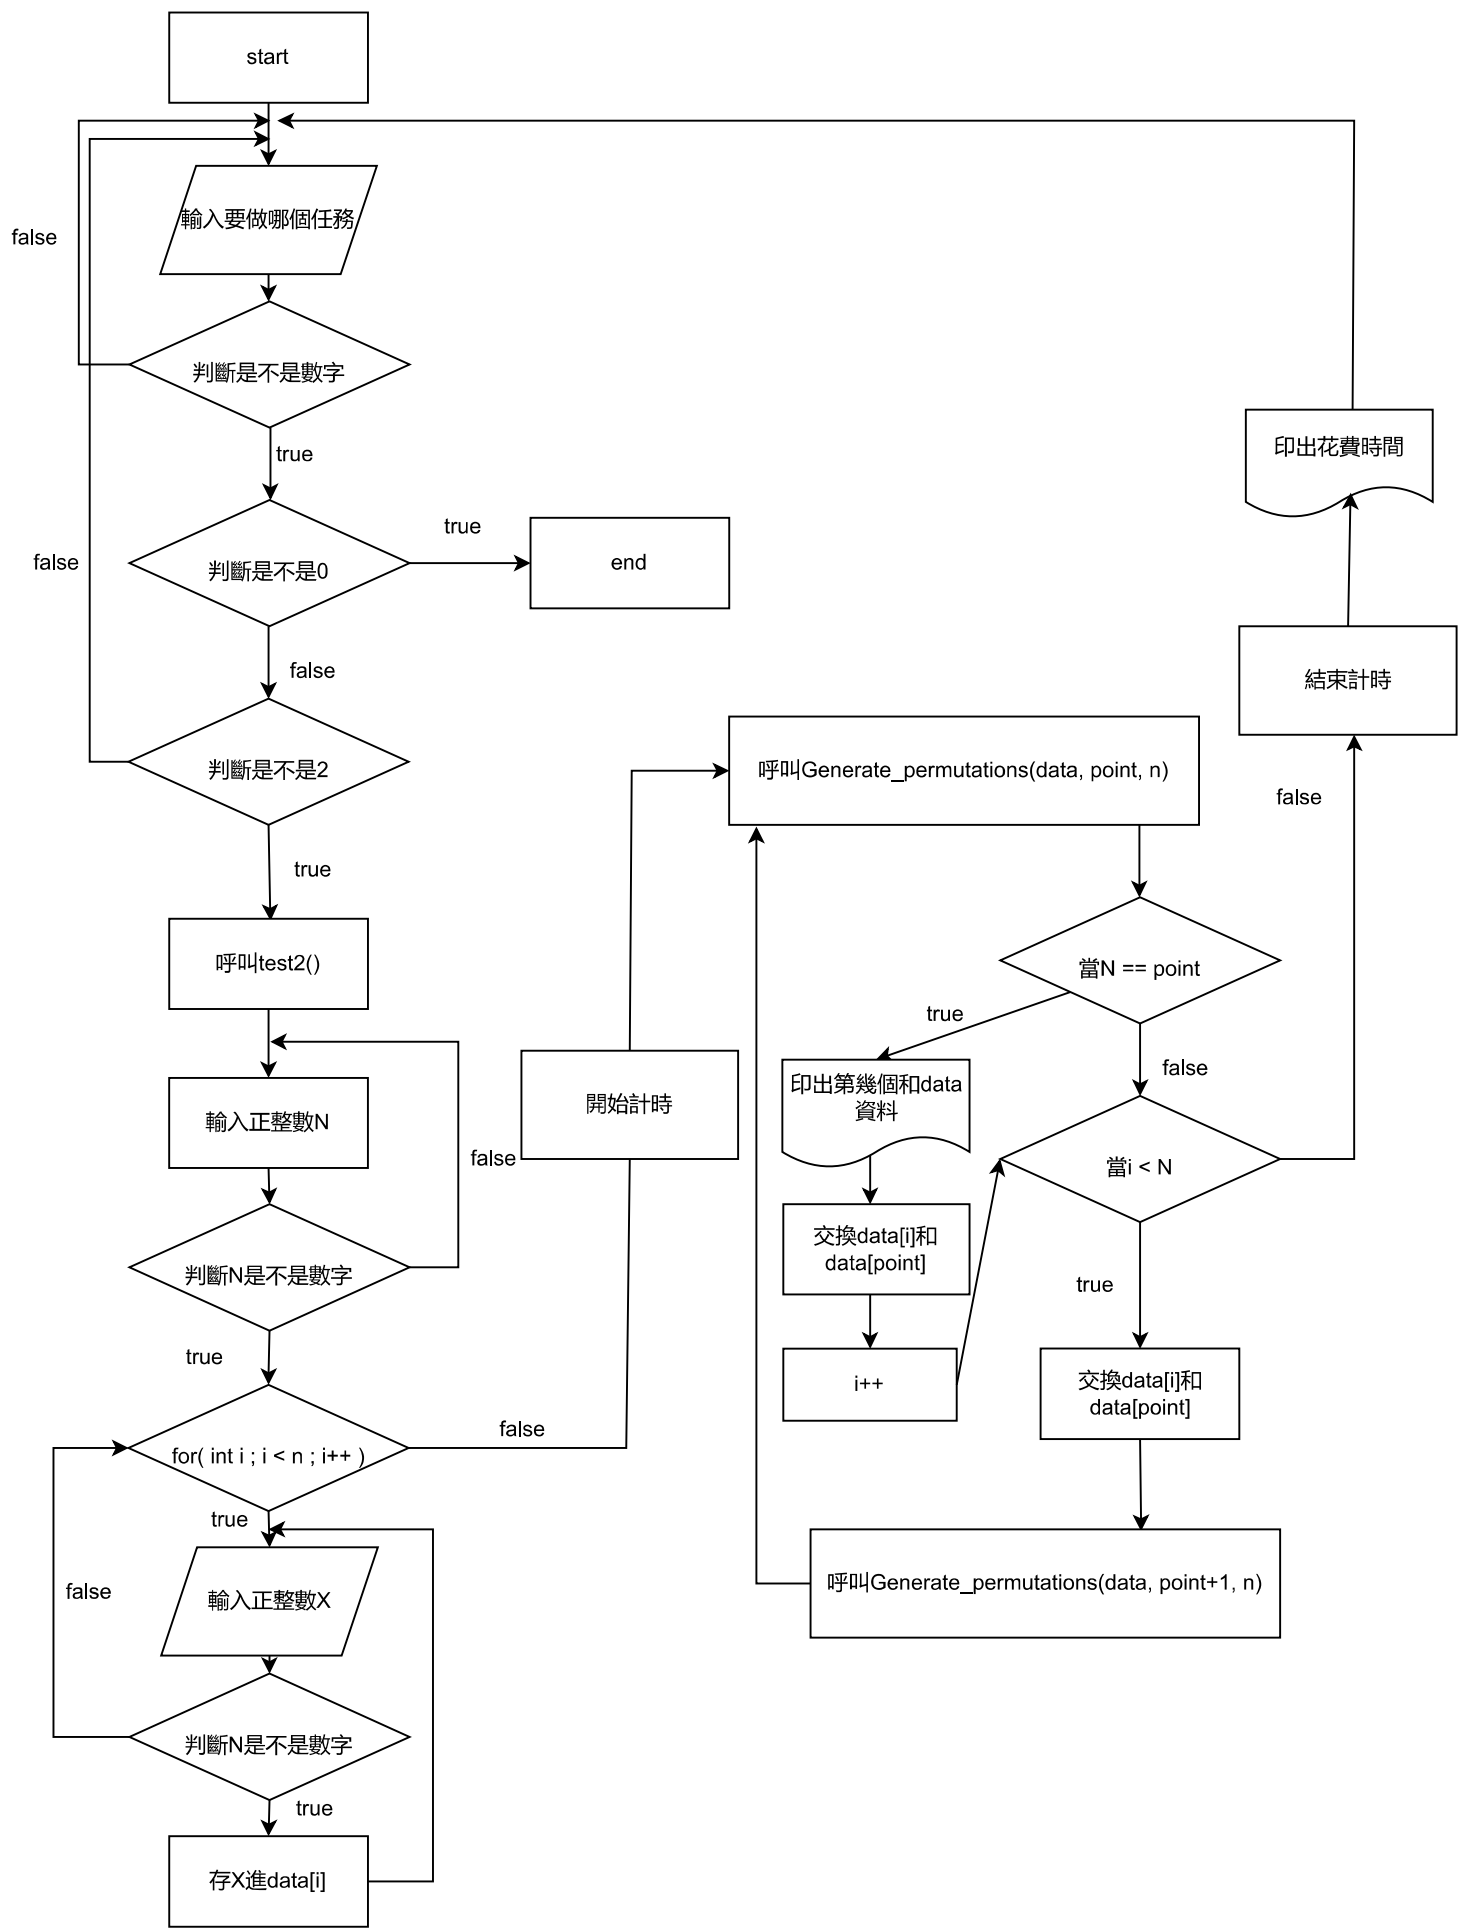 start
輸入要做哪個任務
false
判斷是不是數字
true
判斷是不是0
true
end
false
false
判斷是不是2
true
呼叫test2()
輸入正整數N
false
判斷N是不是數字
true
for( int i ; i < n ; i++ )
false
true
輸入正整數X
false
判斷N是不是數字
true
存X進data[i]
開始計時
呼叫Generate_permutations(data, point, n)
當N == point
true
印出第幾個和data
資料
交換data[i]和
data[point]
i++
false
當i < N
true
交換data[i]和
data[point]
呼叫Generate_permutations(data, point+1, n)
false
結束計時
印出花費時間